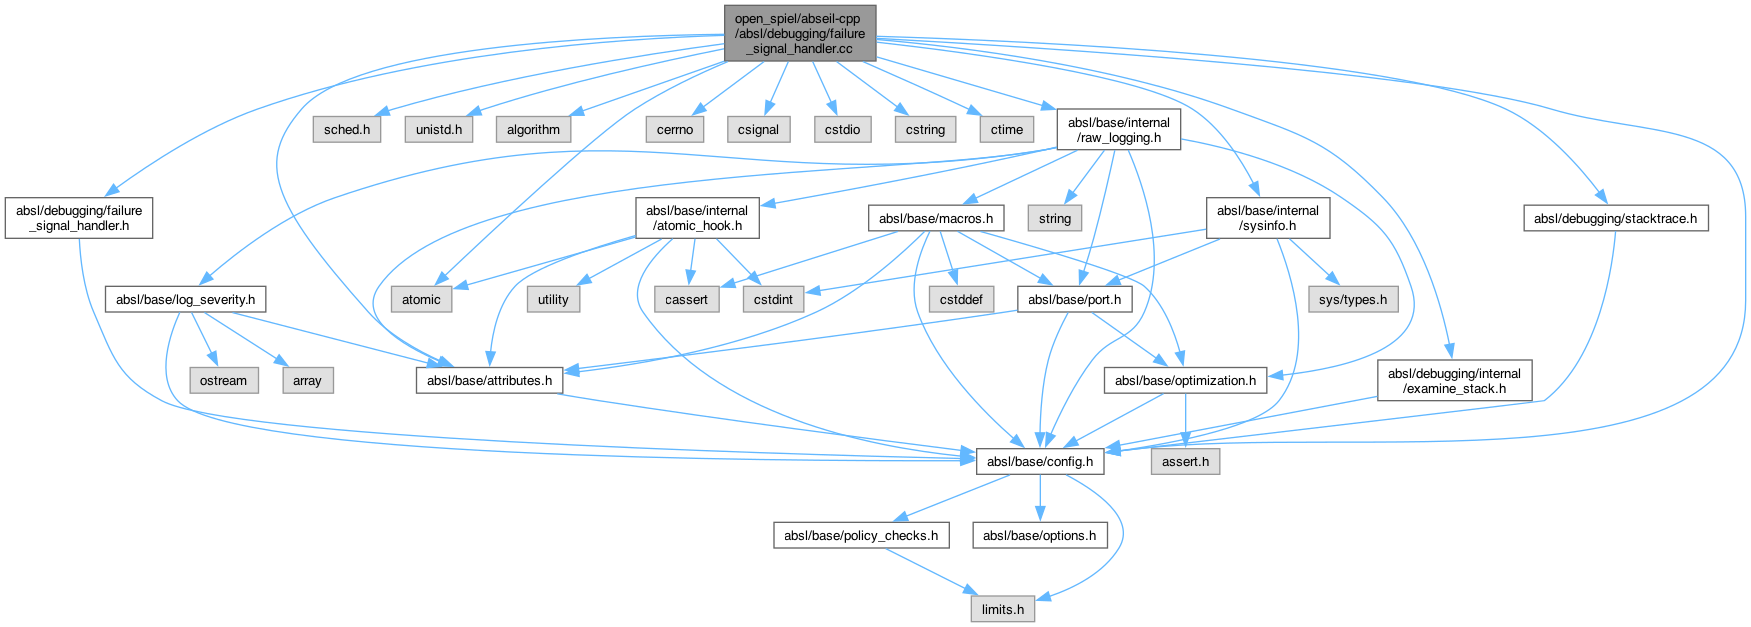 open_spiel/abseil-cpp
/absl/debugging/failure
_signal_handler.cc
sched.h
unistd.h
algorithm
cerrno
csignal
cstdio
cstring
ctime
absl/base/internal
/raw_logging.h
absl/debugging/failure
_signal_handler.h
absl/base/internal
/atomic_hook.h
absl/base/macros.h
string
absl/base/internal
/sysinfo.h
absl/debugging/stacktrace.h
absl/base/log_severity.h
atomic
utility
cassert
cstdint
cstddef
absl/base/port.h
sys/types.h
ostream
array
absl/base/attributes.h
absl/base/optimization.h
absl/debugging/internal
/examine_stack.h
absl/base/config.h
assert.h
absl/base/policy_checks.h
absl/base/options.h
limits.h